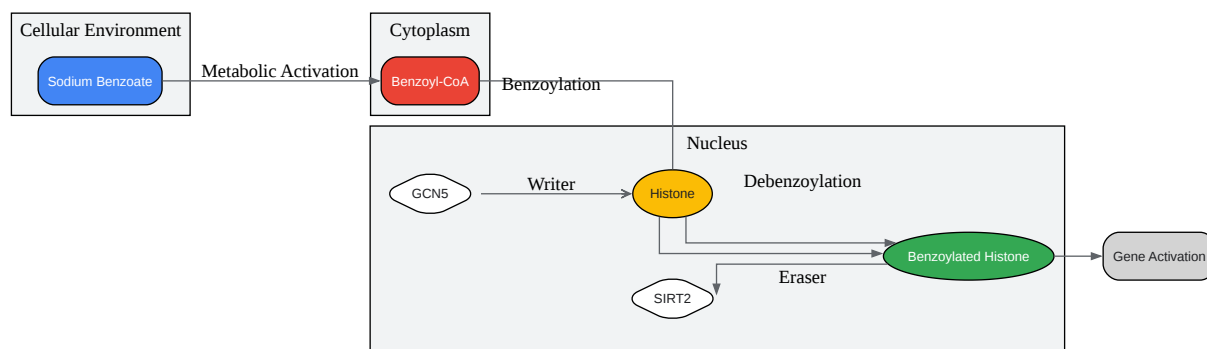 Cellular Environment
Cytoplasm
Sodium Benzoate
Metabolic Activation
Benzoyl-CoA
Benzoylation
Nucleus
GCN5
Writer
Histone
Debenzoylation
Benzoylated Histone
Gene Activation
Eraser
SIRT2